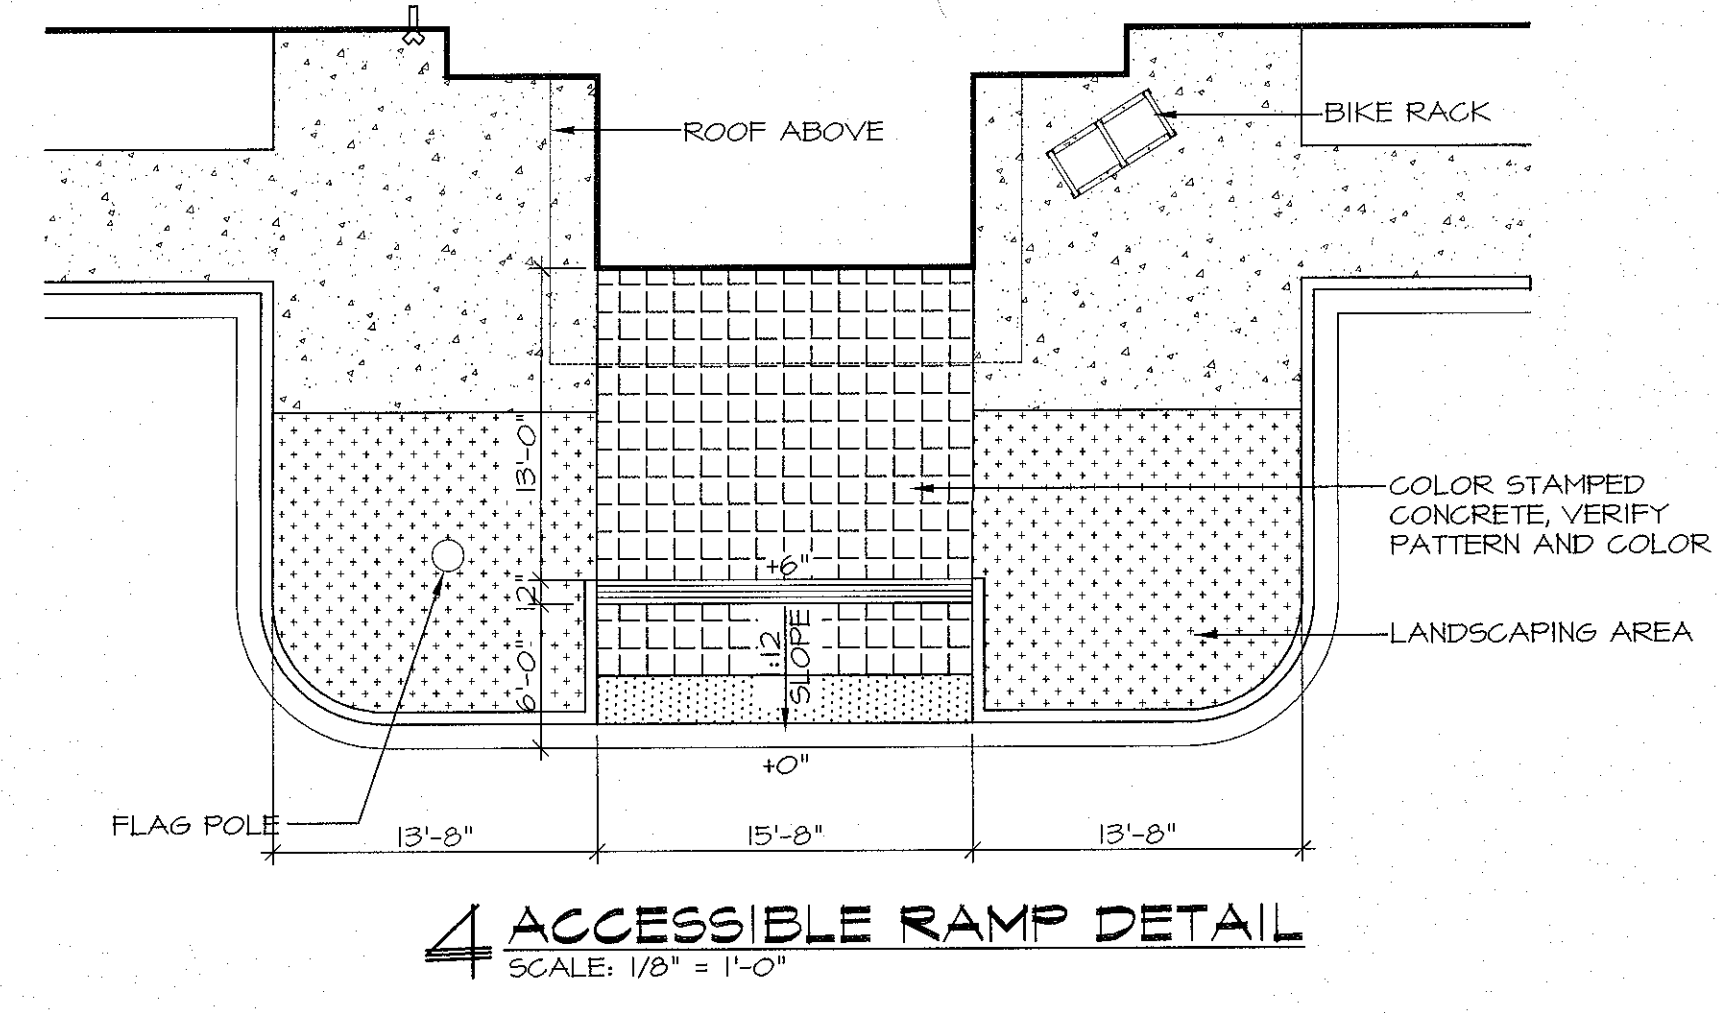 ROOF ABOVE
BIKE RACK
13'-0"
COLOR STAMPED
CONCRETE, VERIFY
PATTERN AND COLOR
+6"
12"
:12
SLOPE
LANDSCAPING AREA
6'-0"
+0"
FLAG POLE
13'-8"
15'-8"
13'-8"
4 ACCESSIBLE RAMP DETAIL
SCALE: 1/8" = 1'-0"